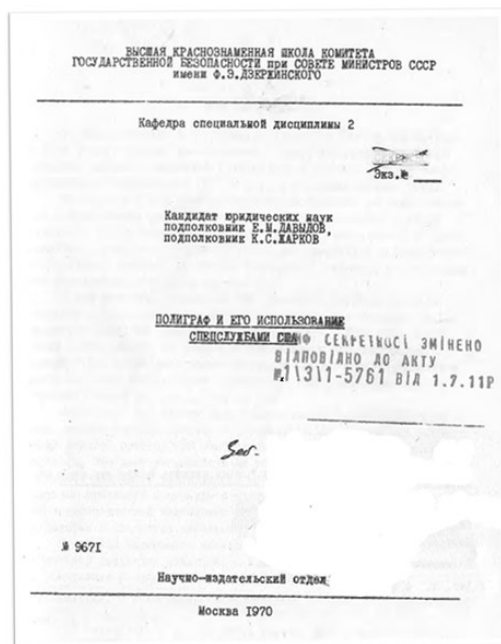 ВЫСШАЯ КРАСНОЗНАМЕННАЯ ШКОЛА КОМИТЕТА
ГОСУДАРСТВЕННОЙ БЕЗОПАСНОСТИ при СОВЕТЕ МИНИСТРОВ СССР
имени Ф.Э.ДЗЕРЖИНСКОГО
Кафедра специальной дисциплины 2
Экз.№
Кандидат юридических наук
подполковник Е.М.ДАВЫДОВ,
подполковник К.С.ЖАРКОВ
ПОЛИГРАФ И ЕГО ИСПОЛЬЗОВАНИЕ
СПЕЦСЛУЖБАМИ США
СЕКРЕТНОСІ ЗМІНЕНО
ВІДПОВІДНО ДО АКТУ
№1\3\1-5761 ВІД 1.7.11Р
№ 9671
Научно-издательский отдел
Москва 1970